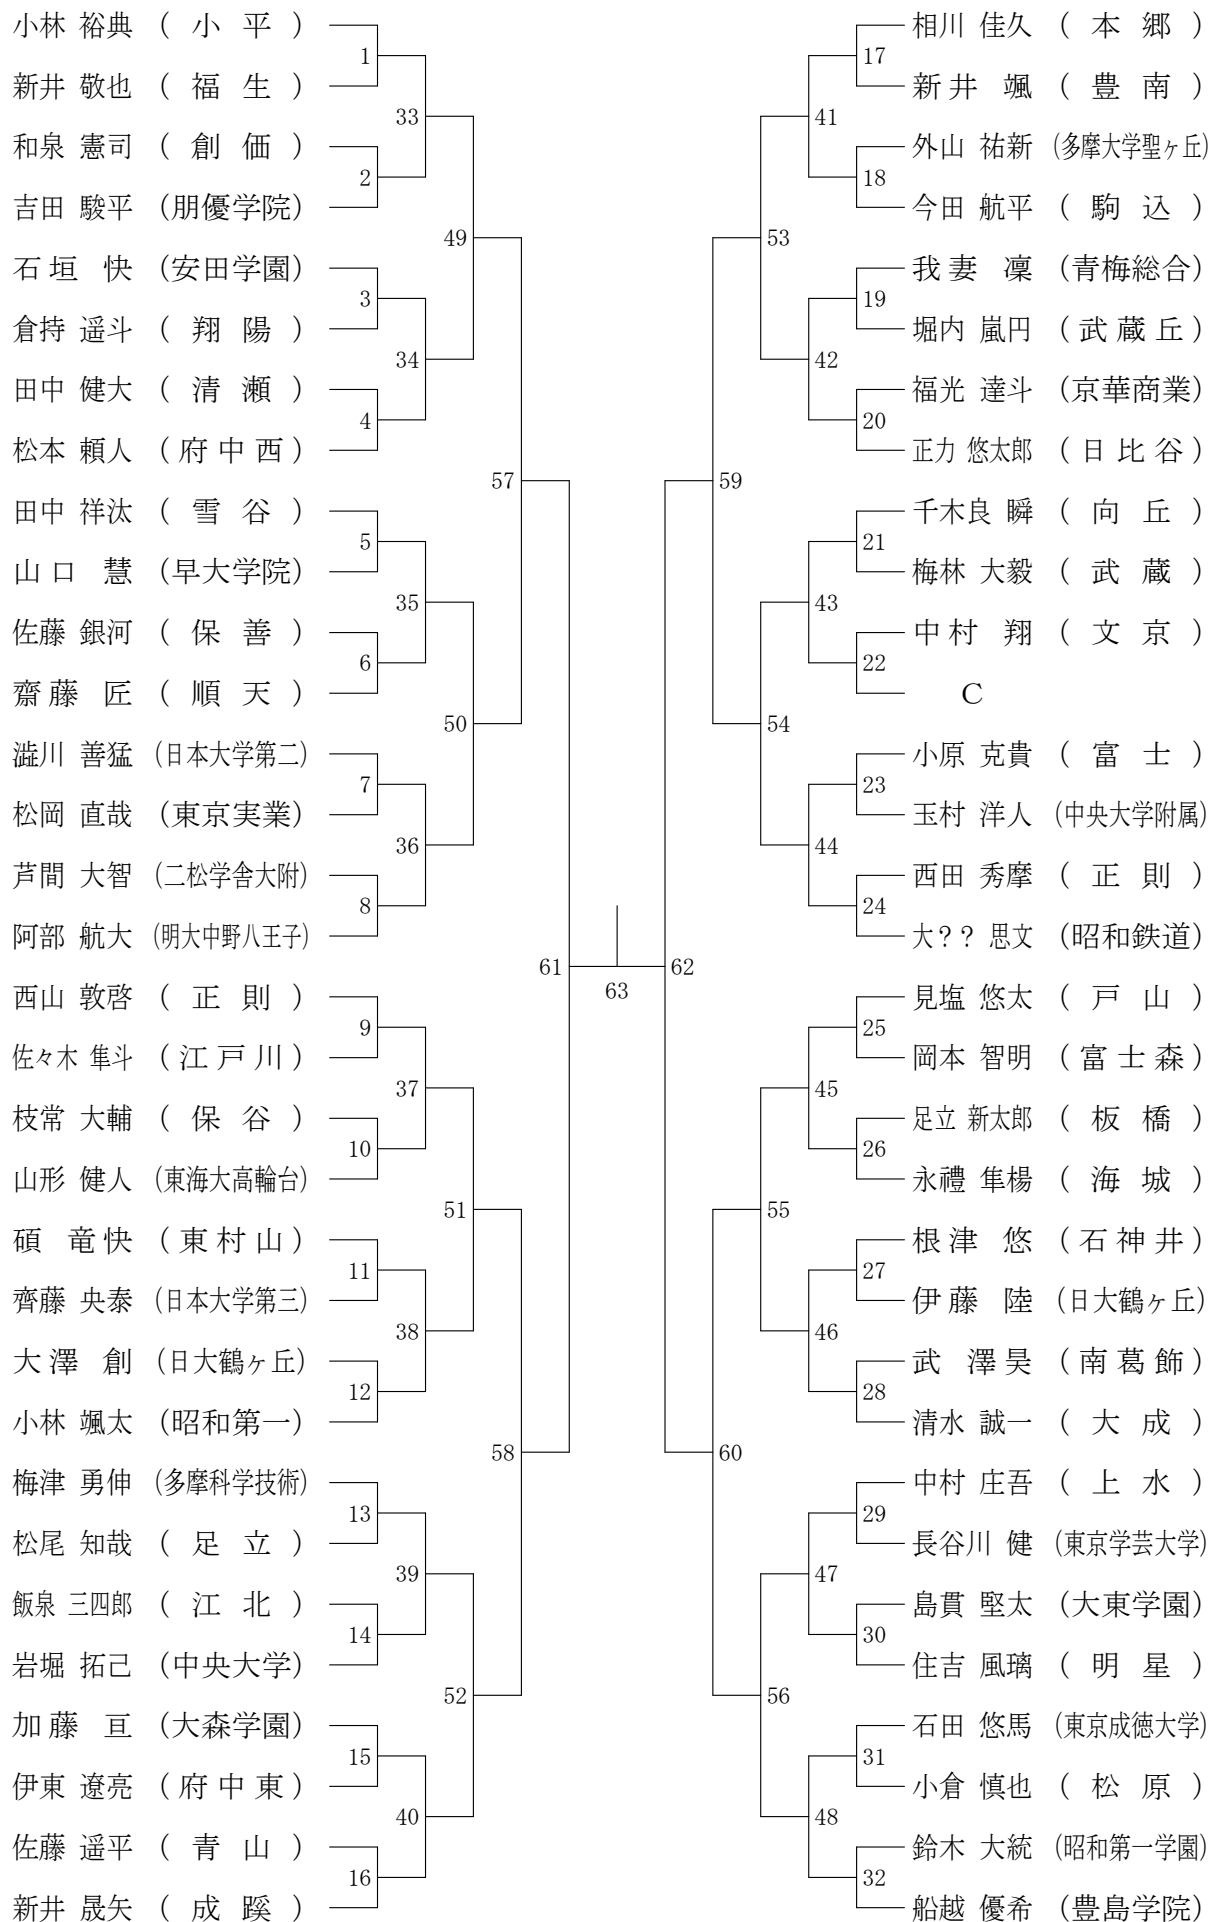 小林 裕典 ( 小 平 )
新井 敬也 ( 福 生 )
和泉 憲司 ( 創 価 )
吉田 駿平 (朋優学院)
石垣 快 (安田学園)
倉持 遥斗 ( 翔 陽 )
田中 健大 ( 清 瀬 )
松本 頼人 (府中西)
田中 祥汰 ( 雪 谷 )
山口 慧 (早大学院)
佐藤 銀河 ( 保 善 )
齋藤 匠 ( 順 天 )
澁川 善猛 (日本大学第二)
松岡 直哉 (東京実業)
芦間 大智 (二松学舎大附)
阿部 航大 (明大中野八王子)
西山 敦啓 ( 正 則 )
佐々木 隼斗 (江戸川)
枝常 大輔 ( 保 谷 )
山形 健人 (東海大高輪台)
碩 竜快 (東村山)
齊藤 央泰 (日本大学第三)
大澤 創 (日大鶴ヶ丘)
小林 颯太 (昭和第一)
梅津 勇伸 (多摩科学技術)
松尾 知哉 ( 足 立 )
飯泉 三四郎 ( 江 北 )
岩堀 拓己 (中央大学)
加藤 亘 (大森学園)
伊東 遼亮 (府中東)
佐藤 遥平 ( 青 山 )
新井 晟矢 ( 成 蹊 )
1
2
3
4
5
6
7
8
9
10
11
12
13
14
15
16
33
34
35
36
37
38
39
40
49
50
51
52
57
58
61
63
62
59
60
53
54
55
56
41
42
43
44
45
46
47
48
17
18
19
20
21
22
23
24
25
26
27
28
29
30
31
32
相川 佳久 ( 本 郷 )
新井 颯 ( 豊 南 )
外山 祐新 (多摩大学聖ヶ丘)
今田 航平 ( 駒 込 )
我妻 凜 (青梅総合)
堀内 嵐円 (武蔵丘)
福光 達斗 (京華商業)
正力 悠太郎 (日比谷)
千木良 瞬 ( 向 丘 )
梅林 大毅 ( 武 蔵 )
中村 翔 ( 文 京 )
C
小原 克貴 ( 富 士 )
玉村 洋人 (中央大学附属)
西田 秀摩 ( 正 則 )
大?? 思文 (昭和鉄道)
見塩 悠太 ( 戸 山 )
岡本 智明 (富士森)
足立 新太郎 ( 板 橋 )
永禮 隼楊 ( 海 城 )
根津 悠 (石神井)
伊藤 陸 (日大鶴ヶ丘)
武 澤昊 (南葛飾)
清水 誠一 ( 大 成 )
中村 庄吾 ( 上 水 )
長谷川 健 (東京学芸大学)
島貫 堅太 (大東学園)
住吉 風璃 ( 明 星 )
石田 悠馬 (東京成徳大学)
小倉 慎也 ( 松 原 )
鈴木 大統 (昭和第一学園)
船越 優希 (豊島学院)